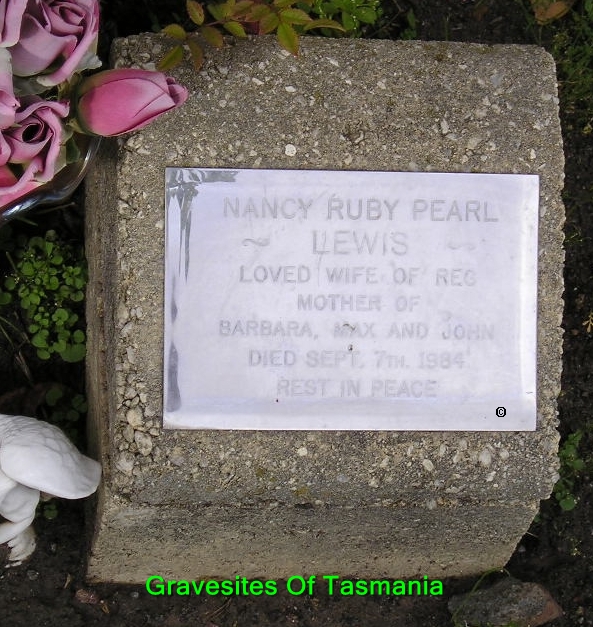 NANCY RUBY PEARL
~ LEWIS ~
LOVED WIFE OF REG
MOTHER OF
BARBARA, MAX AND JOHN
DIED SEPT. 7TH. 1984
REST IN PEACE
©
Gravesites Of Tasmania